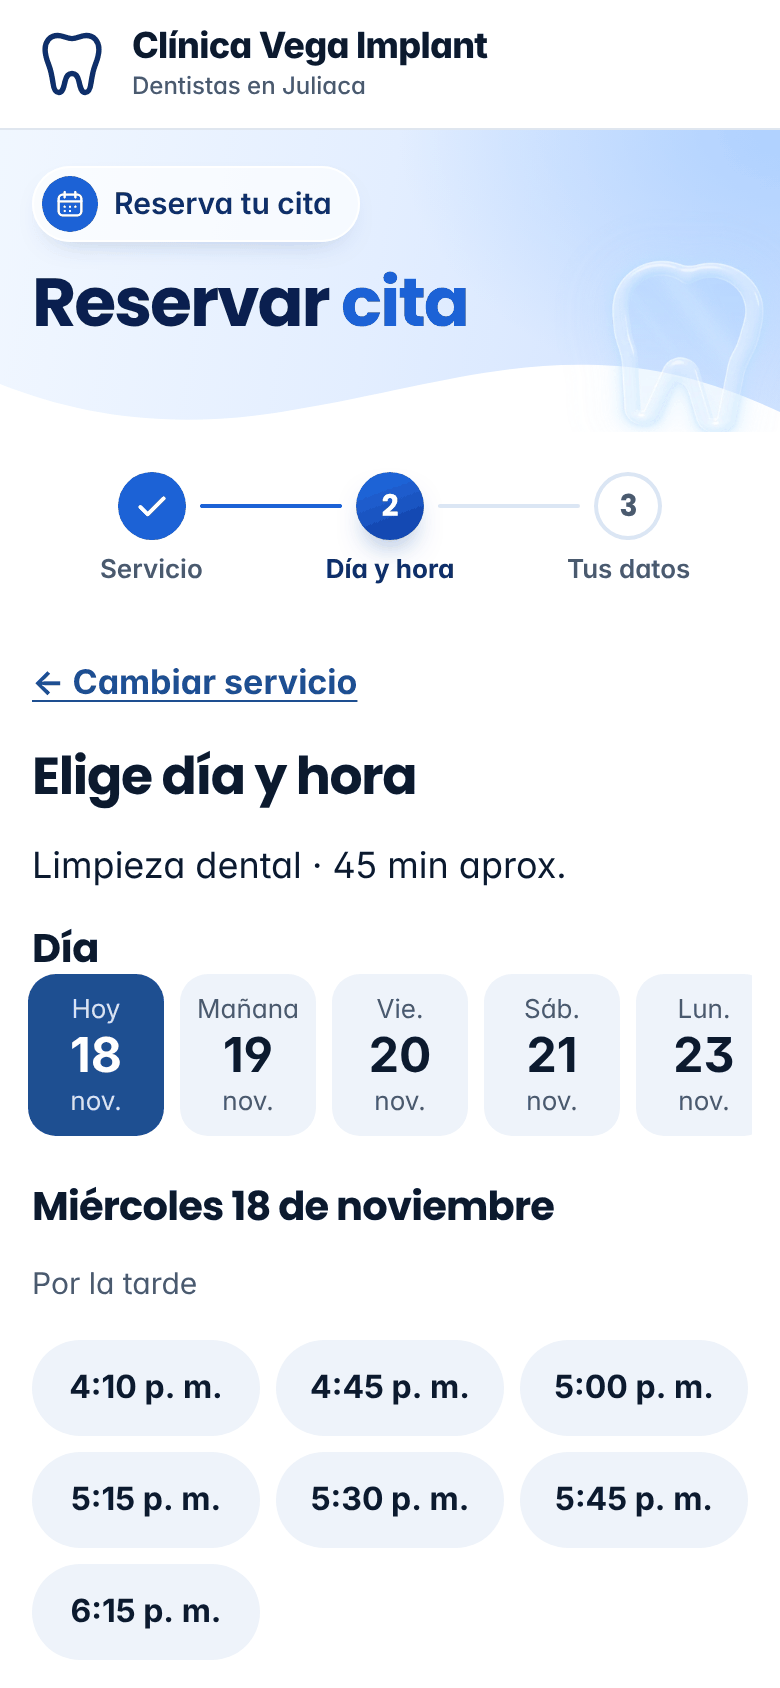 Clínica Vega Implant
Dentistas en Juliaca
Reserva tu cita
Reservar cita
2
3
Servicio
Día y hora
Tus datos
← Cambiar servicio
Elige día y hora
Limpieza dental · 45 min aprox.
Día
Hoy
18
nov.
Mañana
19
nov.
Vie.
20
nov.
Sáb.
21
nov.
Lun.
23
nov.
Miércoles 18 de noviembre
Por la tarde
4:10 p. m.
4:45 p. m.
5:00 p. m.
5:15 p. m.
5:30 p. m.
5:45 p. m.
6:15 p. m.